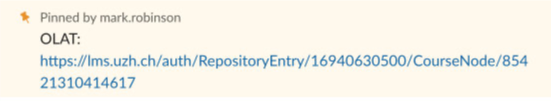 Pinned by mark.robinson
OLAT:
https://lms.uzh.ch/auth/RepositoryEntry/16940630500/CourseNode/854
21310414617